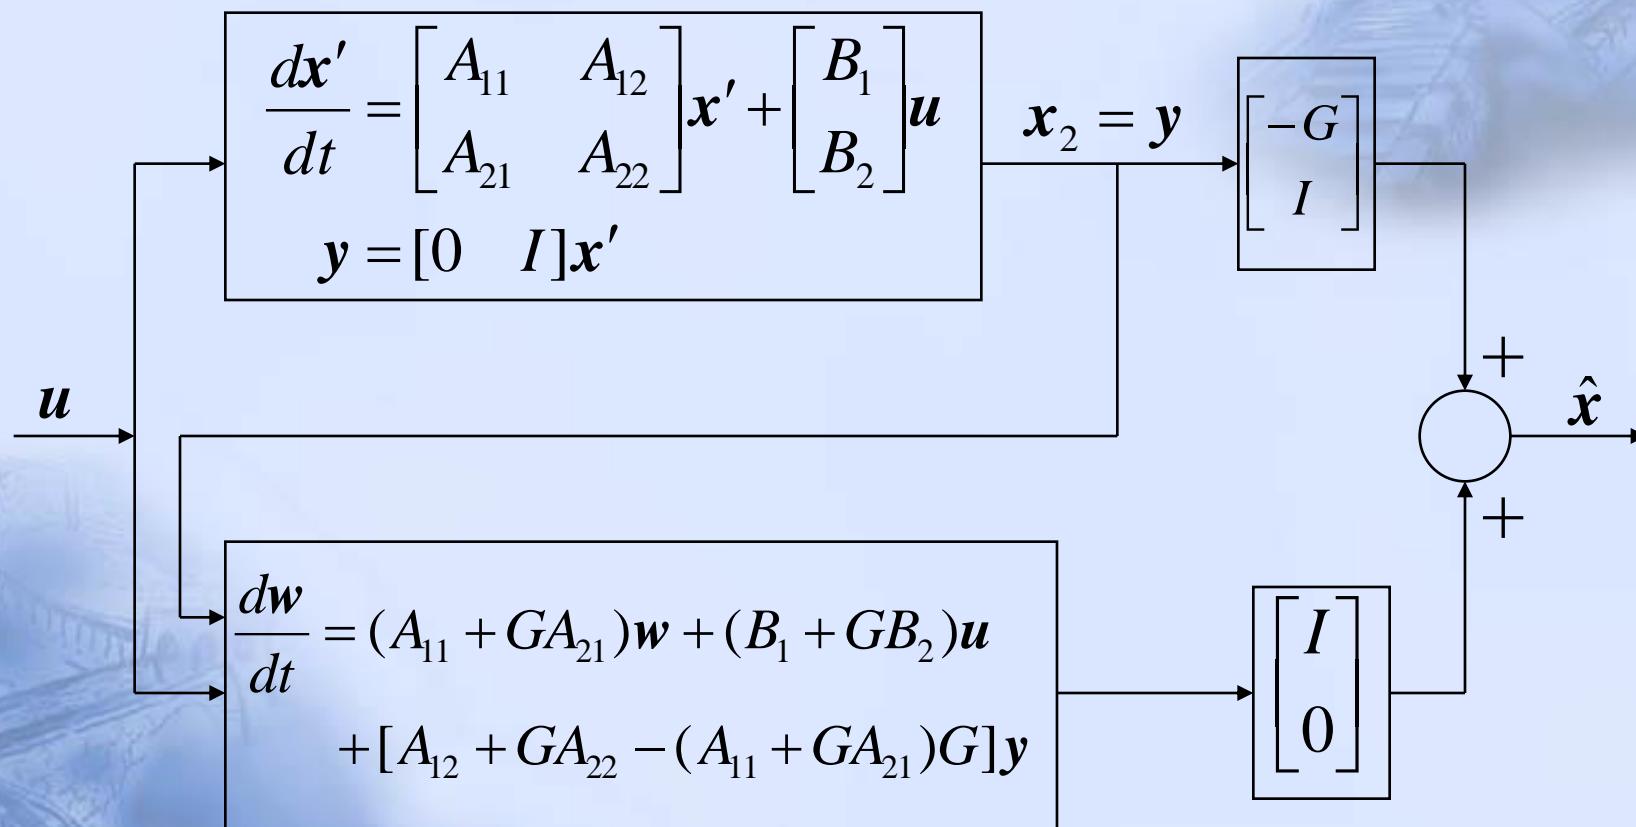 dx′/dt = [A₁₁ A₁₂; A₂₁ A₂₂] x′ + [B₁; B₂] u
y = [0 I] x′
x₂ = y
[−G; I]
u
+
x̂
+
dw/dt = (A₁₁ + GA₂₁)w + (B₁ + GB₂)u
+[A₁₂ + GA₂₂ − (A₁₁ + GA₂₁)G]y
[I; 0]